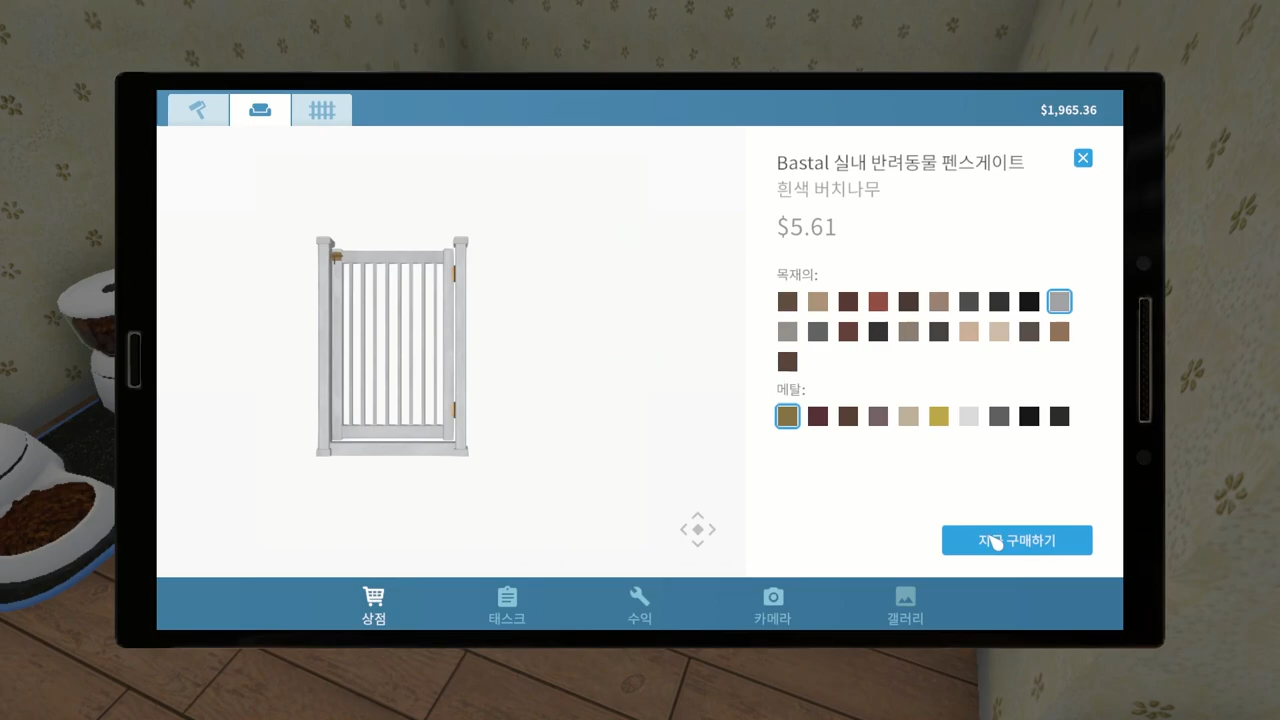 $1,965.36
Bastal 실내 반려동물 펜스게이트
흰색 버치나무
$5.61
목재의:
메탈:
지금 구매하기
상점
태스크
수익
카메라
갤러리